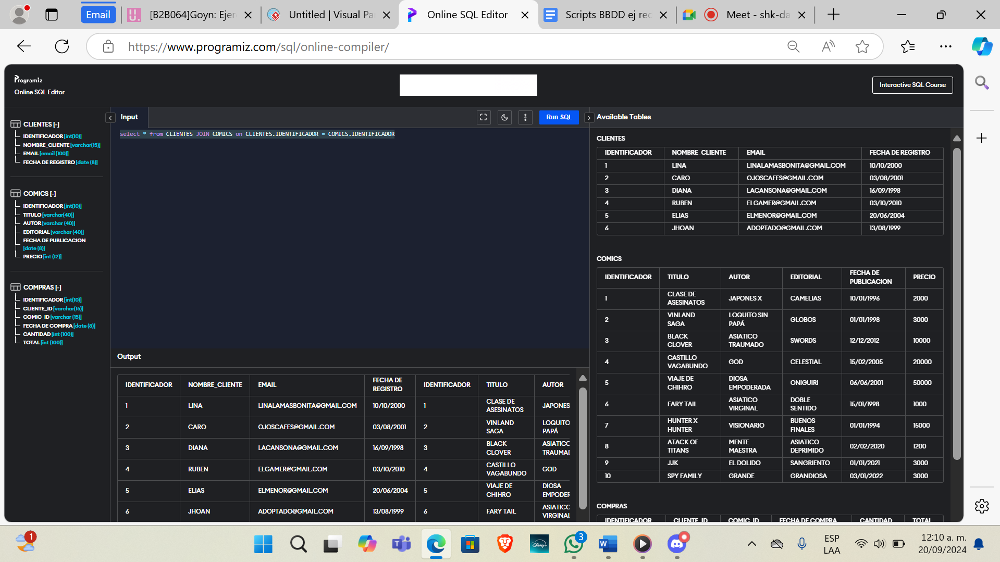 Email
[B2B064]Goyn: Ejer
Untitled | Visual Pa
Online SQL Editor
Scripts BBDD ej rec
Meet - shk-da
https://www.programiz.com/sql/online-compiler/
Programiz
Online SQL Editor
Interactive SQL Course
CLIENTES [-]
IDENTIFICADOR [int(10)]
NOMBRE_CLIENTE [varchar(15)]
EMAIL [email (100)]
FECHA DE REGISTRO [date (8)]
COMICS [-]
IDENTIFICADOR [int(10)]
TITULO [varchar(40)]
AUTOR [varchar (40)]
EDITORIAL [varchar (40)]
FECHA DE PUBLICACION
[date (8)]
PRECIO [int (12)]
COMPRAS [-]
IDENTIFICADOR [int(10)]
CLIENTE_ID [varchar(15)]
COMIC_ID [varchar (15)]
FECHA DE COMPRA [date (8)]
CANTIDAD [int (100)]
TOTAL [int (100)]
Input
Run SQL
select * from CLIENTES JOIN COMICS on CLIENTES.IDENTIFICADOR = COMICS.IDENTIFICADOR
Output
IDENTIFICADOR NOMBRE_CLIENTE EMAIL FECHA DE REGISTRO IDENTIFICADOR TITULO AUTOR
1 LINA LINALAMASBONITA@GMAIL.COM 10/10/2000 1 CLASE DE ASESINATOS JAPONES
2 CARO OJOSCAFES@GMAIL.COM 03/08/2001 2 VINLAND SAGA LOQUITO PAPÁ
3 DIANA LACANSONA@GMAIL.COM 16/09/1998 3 BLACK CLOVER ASIATICO TRAUMAD
4 RUBEN ELGAMER@GMAIL.COM 03/10/2010 4 CASTILLO VAGABUNDO GOD
5 ELIAS ELMENOR@GMAIL.COM 20/06/2004 5 VIAJE DE CHIHRO DIOSA EMPODER
6 JHOAN ADOPTADO@GMAIL.COM 13/08/1999 6 FARY TAIL ASIATICO VIRGINAL
Available Tables
CLIENTES
IDENTIFICADOR NOMBRE_CLIENTE EMAIL FECHA DE REGISTRO
1 LINA LINALAMASBONITA@GMAIL.COM 10/10/2000
2 CARO OJOSCAFES@GMAIL.COM 03/08/2001
3 DIANA LACANSONA@GMAIL.COM 16/09/1998
4 RUBEN ELGAMER@GMAIL.COM 03/10/2010
5 ELIAS ELMENOR@GMAIL.COM 20/06/2004
6 JHOAN ADOPTADO@GMAIL.COM 13/08/1999
COMICS
IDENTIFICADOR TITULO AUTOR EDITORIAL FECHA DE PUBLICACION PRECIO
1 CLASE DE ASESINATOS JAPONES X CAMELIAS 10/01/1996 2000
2 VINLAND SAGA LOQUITO SIN PAPÁ GLOBOS 01/01/1998 3000
3 BLACK CLOVER ASIATICO TRAUMADO SWORDS 12/12/2012 10000
4 CASTILLO VAGABUNDO GOD CELESTIAL 15/02/2005 20000
5 VIAJE DE CHIHRO DIOSA EMPODERADA ONIGUIRI 06/06/2001 50000
6 FARY TAIL ASIATICO VIRGINAL DOBLE SENTIDO 15/01/1998 1000
7 HUNTER X HUNTER VISIONARIO BUENOS FINALES 01/01/1994 15000
8 ATACK OF TITANS MENTE MAESTRA ASIATICO DEPRIMIDO 02/02/2020 1200
9 JJK EL DOLIDO SANGRIENTO 01/01/2021 3000
10 SPY FAMILY GRANDE GRANDIOSA 03/01/2022 3000
COMPRAS
IDENTIFICADOR CLIENTE_ID COMIC_ID FECHA DE COMPRA CANTIDAD TOTAL
1
Disney+
3
W
ESP
LAA
12:10 a. m.
20/09/2024